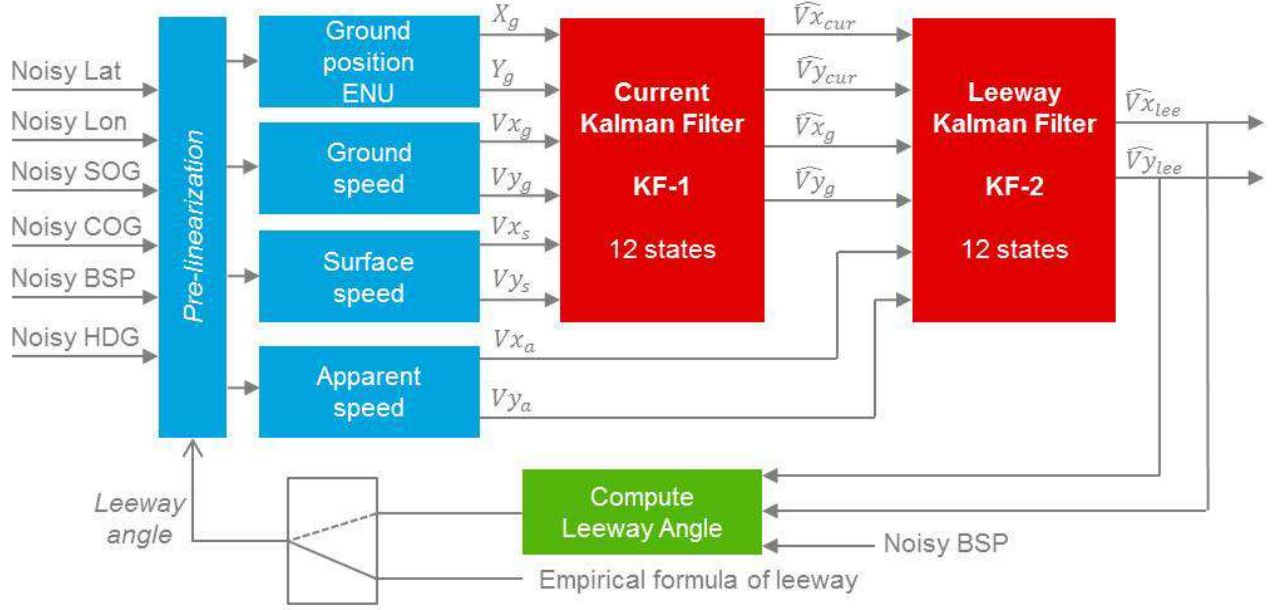 Noisy Lat
Noisy Lon
Noisy SOG
Noisy COG
Noisy BSP
Noisy HDG
Pre-linearization
Ground
position
ENU
Ground
speed
Surface
speed
Apparent
speed
X_g
Y_g
Vx_g
Vy_g
Vx_s
Vy_s
Vx_a
Vy_a
Current
Kalman Filter
KF-1
12 states
V̂x_cur
V̂y_cur
V̂x_g
V̂y_g
Leeway
Kalman Filter
KF-2
12 states
V̂x_lee
V̂y_lee
Leeway
angle
Compute
Leeway Angle
Noisy BSP
Empirical formula of leeway